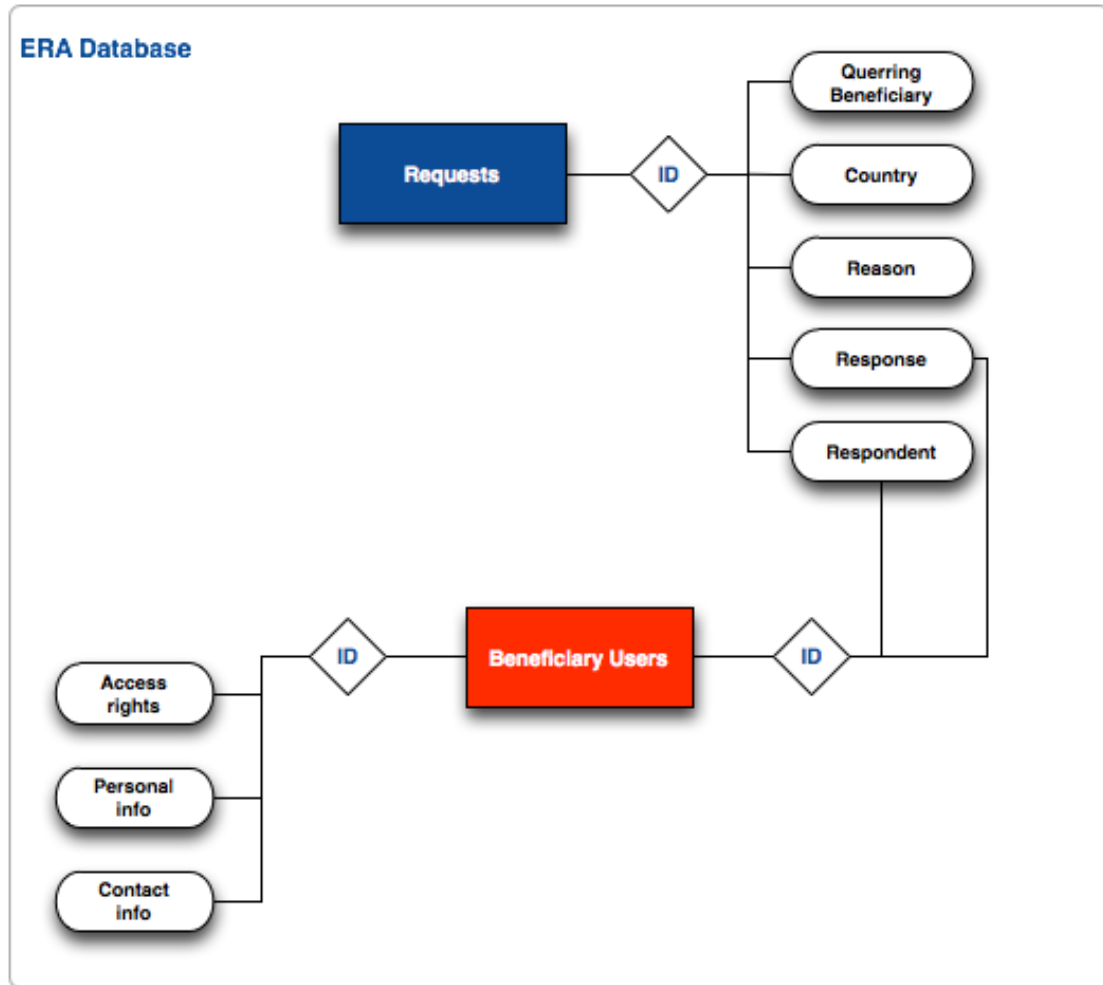 ERA Database
Querring
Beneficiary
Requests
ID
Country
Reason
Response
Respondent
ID
Beneficiary Users
ID
Access
rights
Personal
info
Contact
info